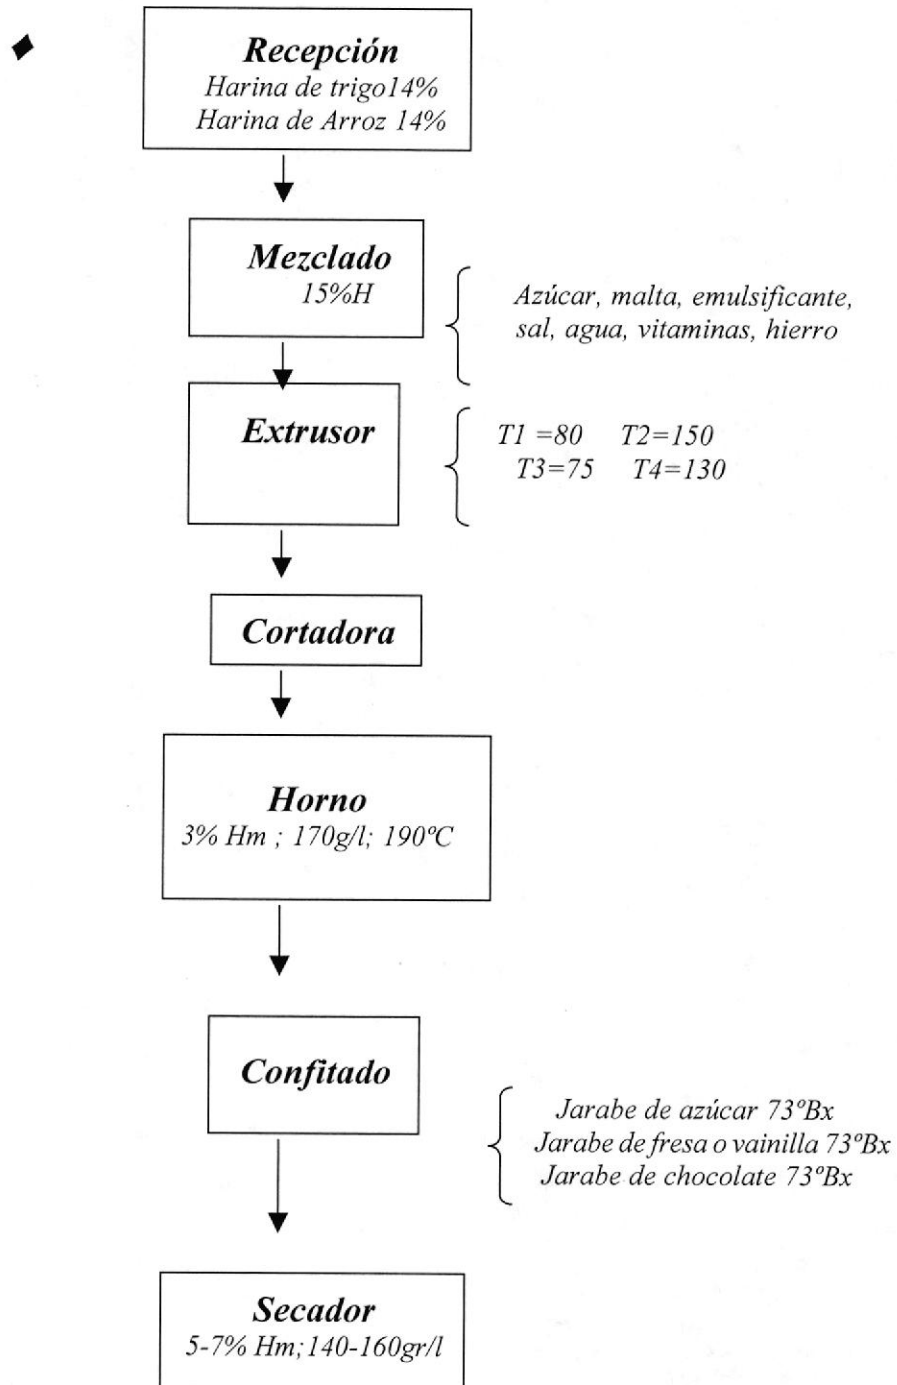 Recepción
Harina de trigo14%
Harina de Arroz 14%
Mezclado
15%H
Azúcar, malta, emulsificante,
sal, agua, vitaminas, hierro
Extrusor
T1 =80 T2=150
T3=75 T4=130
Cortadora
Horno
3% Hm ; 170g/l; 190ºC
Confitado
Jarabe de azúcar 73ºBx
Jarabe de fresa o vainilla 73ºBx
Jarabe de chocolate 73ºBx
Secador
5-7% Hm;140-160gr/l